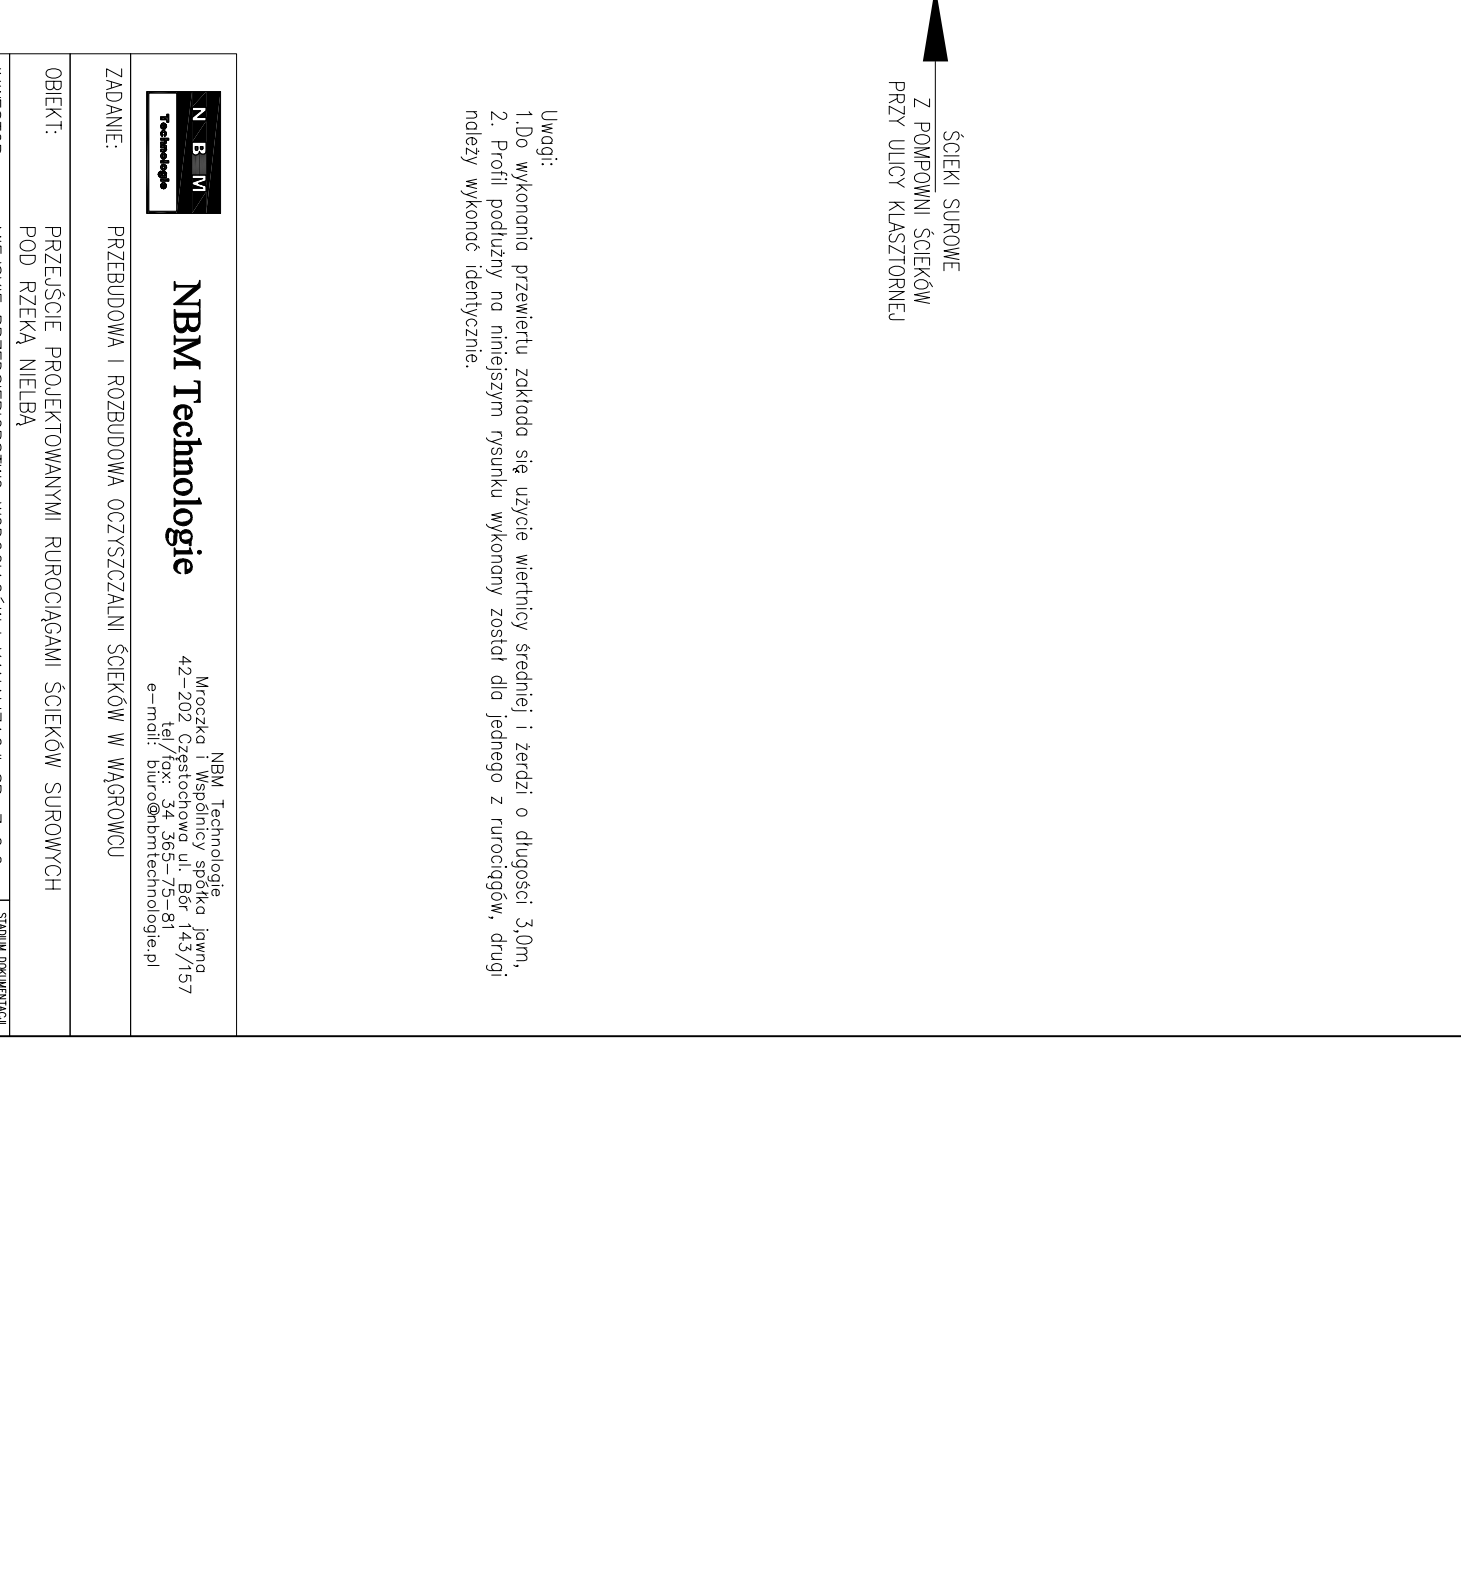 ŚCIEKI SUROWE
Z POMPOWNI ŚCIEKÓW
PRZY ULICY KLASZTORNEJ
Uwagi:
1.Do wykonania przewiertu zakłada się użycie wiertnicy średniej i żerdzi o długości 3,0m,
2. Profil podłużny na niniejszym rysunku wykonany został dla jednego z rurociągów, drugi
należy wykonać identycznie.
N B M
Technologie
NBM Technologie
NBM Technologie
Mroczka i Wspólnicy spółka jawna
42-202 Częstochowa ul. Bór 143/157
tel/fax: 34 365-75-81
e-mail: biuro@nbmtechnologie.pl
ZADANIE: PRZEBUDOWA I ROZBUDOWA OCZYSZCZALNI ŚCIEKÓW W WĄGROWCU
OBIEKT: PRZEJŚCIE PROJEKTOWANYMI RUROCIĄGAMI ŚCIEKÓW SUROWYCH
POD RZEKĄ NIELBĄ
STADIUM DOKUMENTACJI